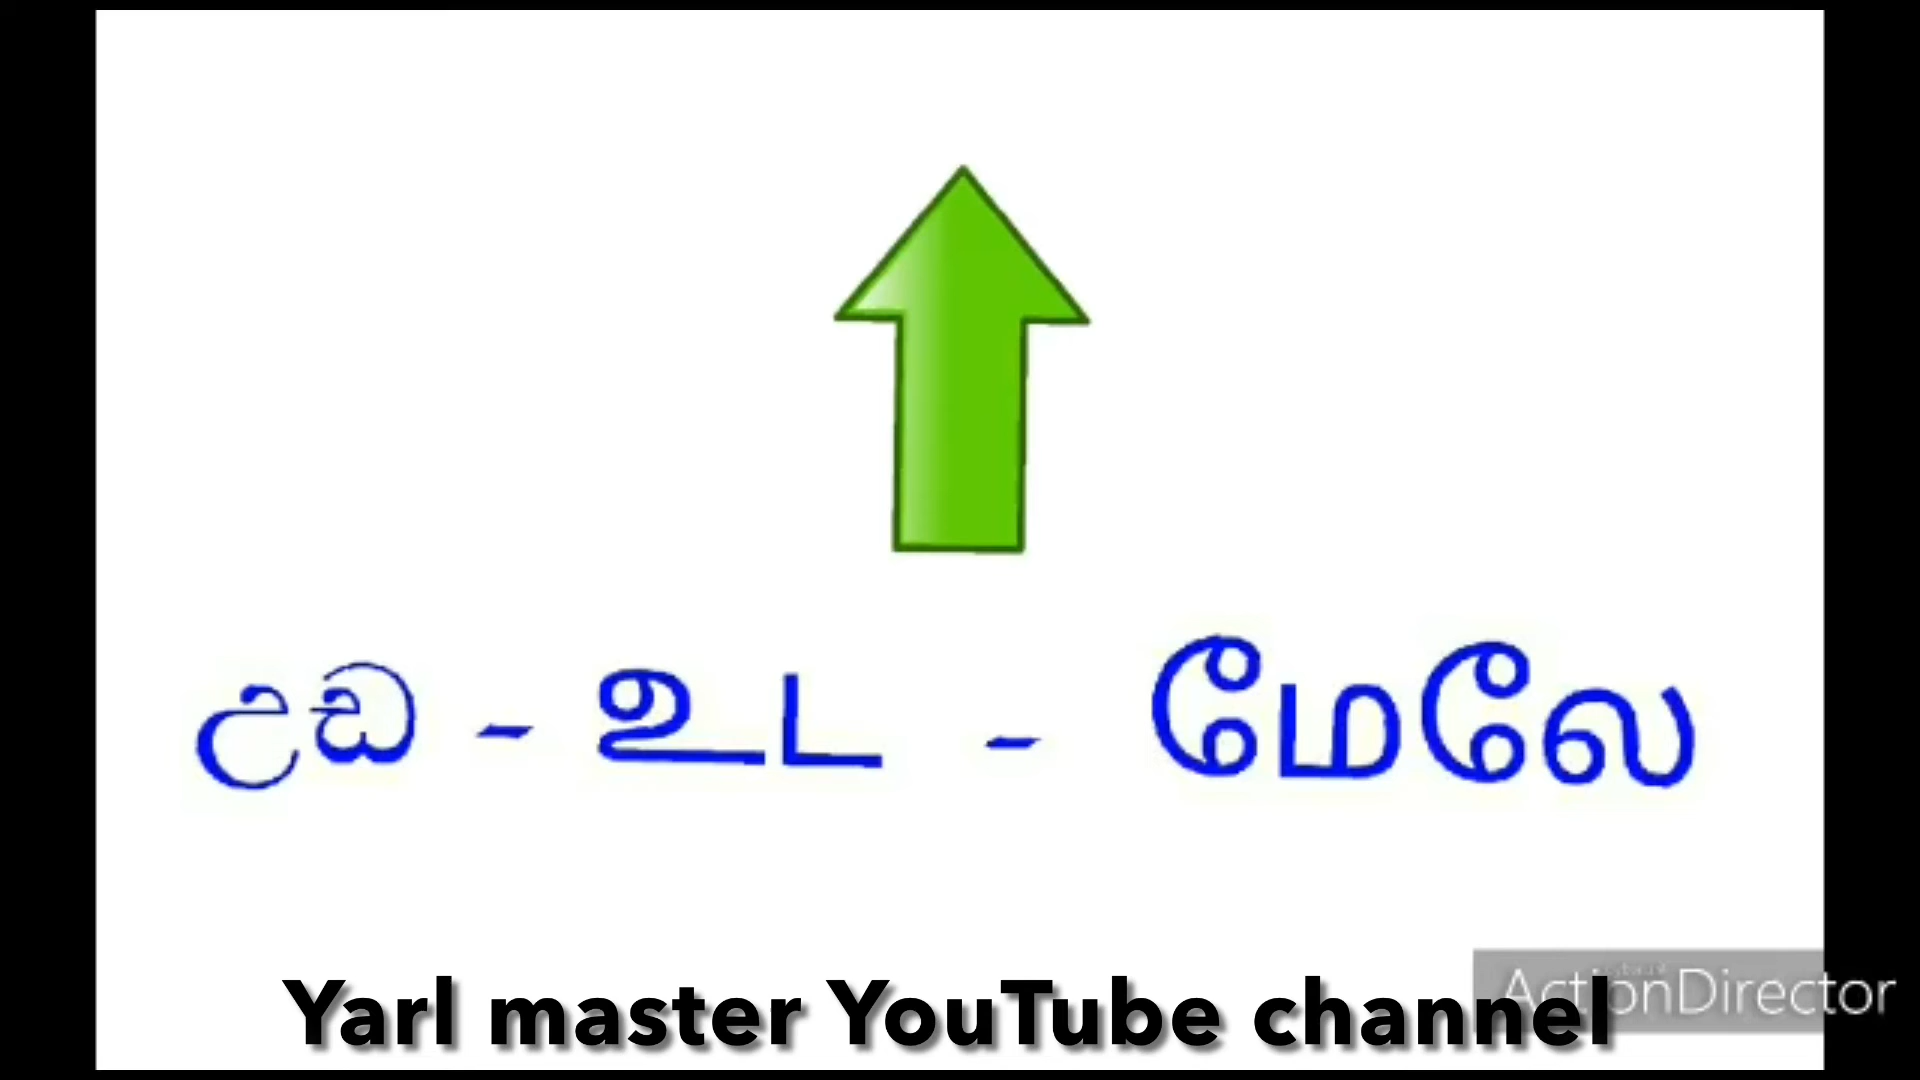 උඩ - உட - மேலே
Yarl master YouTube channel
ActionDirector